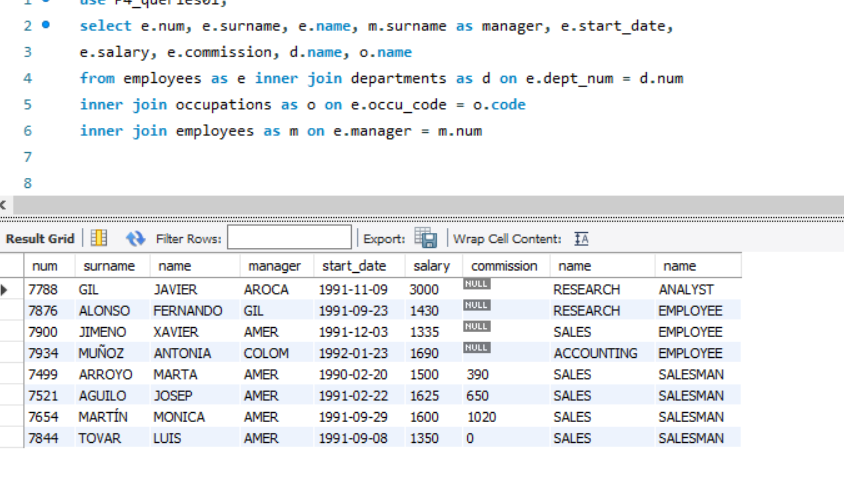 1 use P4_queries01;
2 select e.num, e.surname, e.name, m.surname as manager, e.start_date,
3 e.salary, e.commission, d.name, o.name
4 from employees as e inner join departments as d on e.dept_num = d.num
5 inner join occupations as o on e.occu_code = o.code
6 inner join employees as m on e.manager = m.num
7
8
Result Grid Filter Rows: Export: Wrap Cell Content: IA
num surname name manager start_date salary commission name name
7788 GIL JAVIER AROCA 1991-11-09 3000 NULL RESEARCH ANALYST
7876 ALONSO FERNANDO GIL 1991-09-23 1430 NULL RESEARCH EMPLOYEE
7900 JIMENO XAVIER AMER 1991-12-03 1335 NULL SALES EMPLOYEE
7934 MUÑOZ ANTONIA COLOM 1992-01-23 1690 NULL ACCOUNTING EMPLOYEE
7499 ARROYO MARTA AMER 1990-02-20 1500 390 SALES SALESMAN
7521 AGUILO JOSEP AMER 1991-02-22 1625 650 SALES SALESMAN
7654 MARTÍN MONICA AMER 1991-09-29 1600 1020 SALES SALESMAN
7844 TOVAR LUIS AMER 1991-09-08 1350 0 SALES SALESMAN